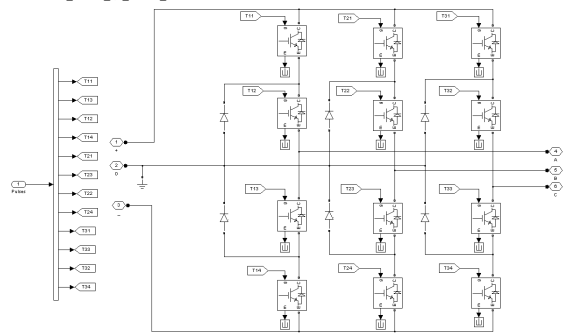 T11
T21
T31
g C
g C
g C
E
E
E
T11
T13
T12
T14
T21
T23
T22
T24
T31
T33
T32
T34
1
Pulses
T12
T22
T32
g C
g C
g C
E
E
E
1
+
2
0
3
-
4
A
5
B
6
C
T13
T23
T33
g C
g C
g C
E
E
E
T14
T24
T34
g C
g C
g C
E
E
E